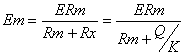 Em = ERm / (Rm + Rx) = ERm / (Rm + Q/K)